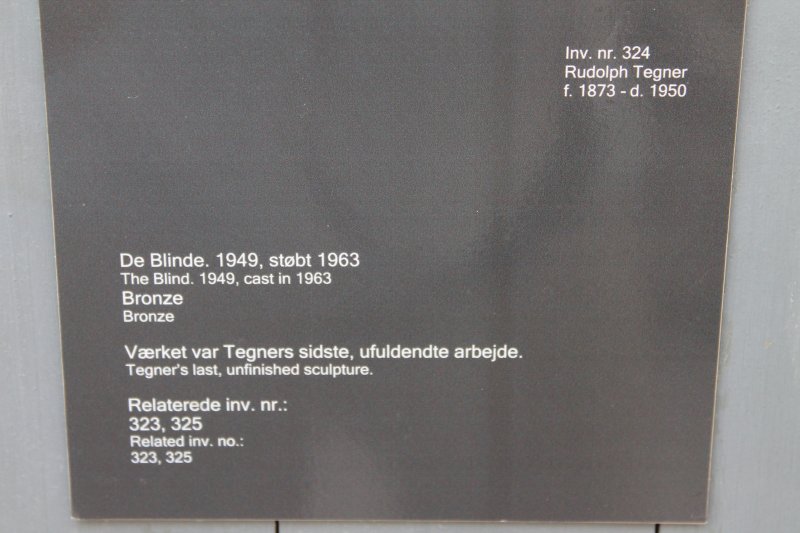 Inv. nr. 324
Rudolph Tegner
f. 1873 - d. 1950
De Blinde. 1949, støbt 1963
The Blind. 1949, cast in 1963
Bronze
Bronze
Værket var Tegners sidste, ufuldendte arbejde.
Tegner's last, unfinished sculpture.
Relaterede inv. nr.:
323, 325
Related inv. no.:
323, 325